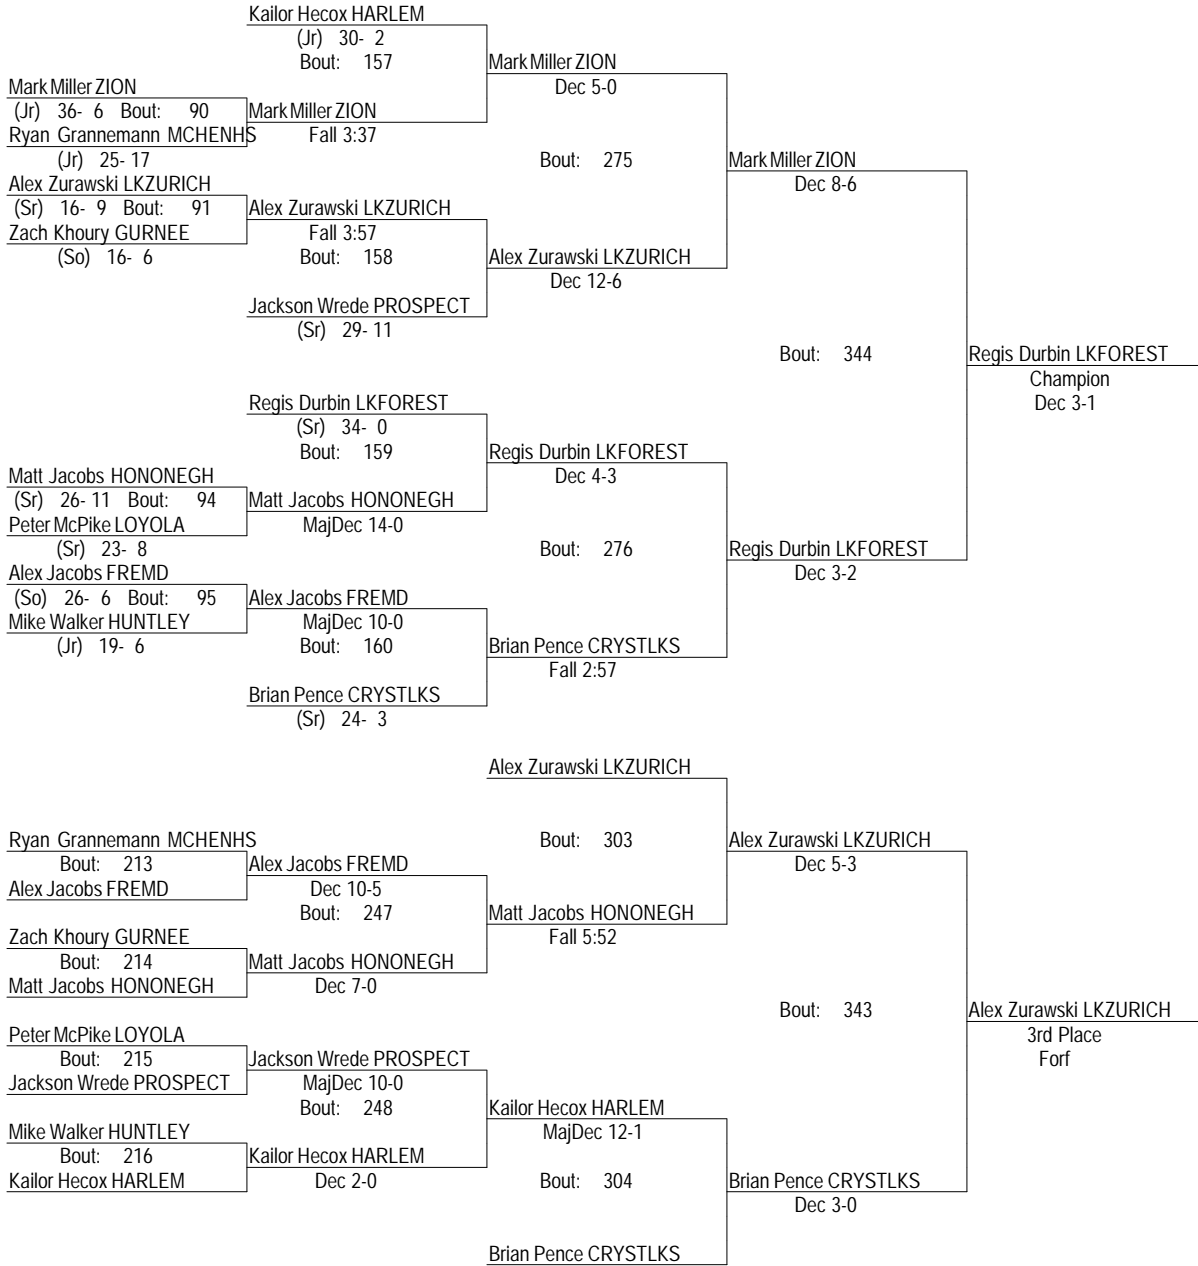 Kailor Hecox HARLEM
(Jr) 30- 2
Bout: 157
Mark Miller ZION
Dec 5-0
Mark Miller ZION
(Jr) 36- 6 Bout: 90
Mark Miller ZION
Fall 3:37
Ryan Grannemann MCHENHS
(Jr) 25- 17
Bout: 275
Mark Miller ZION
Dec 8-6
Alex Zurawski LKZURICH
(Sr) 16- 9 Bout: 91
Alex Zurawski LKZURICH
Fall 3:57
Zach Khoury GURNEE
(So) 16- 6
Bout: 158
Alex Zurawski LKZURICH
Dec 12-6
Jackson Wrede PROSPECT
(Sr) 29- 11
Bout: 344
Regis Durbin LKFOREST
Champion
Dec 3-1
Regis Durbin LKFOREST
(Sr) 34- 0
Bout: 159
Regis Durbin LKFOREST
Dec 4-3
Matt Jacobs HONONEGH
(Sr) 26- 11 Bout: 94
Matt Jacobs HONONEGH
MajDec 14-0
Peter McPike LOYOLA
(Sr) 23- 8
Bout: 276
Regis Durbin LKFOREST
Dec 3-2
Alex Jacobs FREMD
(So) 26- 6 Bout: 95
Alex Jacobs FREMD
MajDec 10-0
Mike Walker HUNTLEY
(Jr) 19- 6
Bout: 160
Brian Pence CRYSTLKS
Fall 2:57
Brian Pence CRYSTLKS
(Sr) 24- 3
Alex Zurawski LKZURICH
Bout: 303
Alex Zurawski LKZURICH
Dec 5-3
Ryan Grannemann MCHENHS
Bout: 213
Alex Jacobs FREMD
Alex Jacobs FREMD
Dec 10-5
Bout: 247
Matt Jacobs HONONEGH
Fall 5:52
Zach Khoury GURNEE
Bout: 214
Matt Jacobs HONONEGH
Matt Jacobs HONONEGH
Dec 7-0
Bout: 343
Alex Zurawski LKZURICH
3rd Place
Forf
Peter McPike LOYOLA
Bout: 215
Jackson Wrede PROSPECT
Jackson Wrede PROSPECT
MajDec 10-0
Bout: 248
Kailor Hecox HARLEM
MajDec 12-1
Mike Walker HUNTLEY
Bout: 216
Kailor Hecox HARLEM
Kailor Hecox HARLEM
Dec 2-0
Bout: 304
Brian Pence CRYSTLKS
Dec 3-0
Brian Pence CRYSTLKS